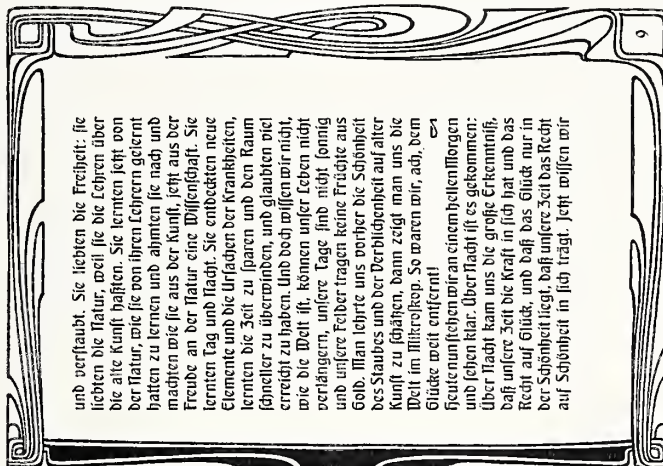 9
und verstaubt. Sie liebten die Freiheit: sie
liebten die Natur, weil sie die Lehren über
die alte Kunst haßten. Sie lernten jetzt von
der Natur, wie sie von ihren Lehrern gelernt
hatten zu lernen und ahmten sie nach und
machten wie sie aus der Kunst, jetzt aus der
Freude an der Natur eine Wissenschaft. Sie
lernten Tag und Nacht. Sie entdeckten neue
Elemente und die Ursachen der Krankheiten,
lernten die Zeit zu sparen und den Raum
schneller zu überwinden, und glaubten viel
erreicht zu haben. Und doch wissen wir nicht,
wie die Welt ist, können unser Leben nicht
verlängern, unsere Tage sind nicht sonnig
und unsere Felder tragen keine Früchte aus
Gold. Man lehrte uns vorher die Schönheit
des Staubes und der Verblichenheit auf alter
Kunst zu schätzen, dann zeigt man uns die
Welt im Mikroskop. So waren wir, ach, dem
Glücke weit entfernt!
Heute nun stehen wir an einem hellen Morgen
und sehen klar. Über Nacht ist es gekommen:
Über Nacht kam uns die große Erkenntniß,
daß unsere Zeit die Kraft in sich hat und das
Recht auf Glück, und daß das Glück nur in
der Schönheit liegt, daß unsere Zeit das Recht
auf Schönheit in sich trägt. Jetzt wissen wir